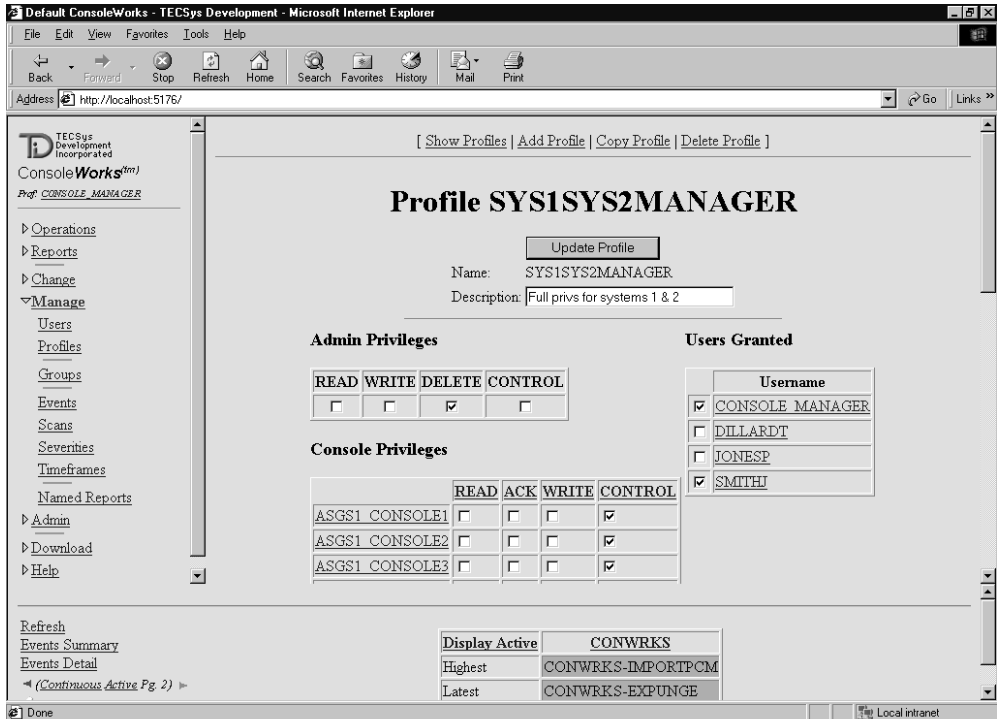 Default ConsoleWorks - TECSys Development - Microsoft Internet Explorer
File Edit View Favorites Tools Help
Back Forward Stop Refresh Home Search Favorites History Mail Print
Address http://localhost:5176/ Go Links »
TECSys
Development
Incorporated
ConsoleWorks(tm)
Prof: CONSOLE_MANAGER
Operations
Reports
Change
Manage
Users
Profiles
Groups
Events
Scans
Severities
Timeframes
Named Reports
Admin
Download
Help
[ Show Profiles | Add Profile | Copy Profile | Delete Profile ]
Profile SYS1SYS2MANAGER
Update Profile
Name: SYS1SYS2MANAGER
Description: Full privs for systems 1 & 2
Admin Privileges
READ WRITE DELETE CONTROL
Console Privileges
READ ACK WRITE CONTROL
ASGS1_CONSOLE1
ASGS1_CONSOLE2
ASGS1_CONSOLE3
Users Granted
Username
CONSOLE_MANAGER
DILLARDT
JONESP
SMITHJ
Refresh
Events Summary
Events Detail
(Continuous Active Pg. 2)
Display Active CONWRKS
Highest CONWRKS-IMPORTPCM
Latest CONWRKS-EXPUNGE
Done Local intranet